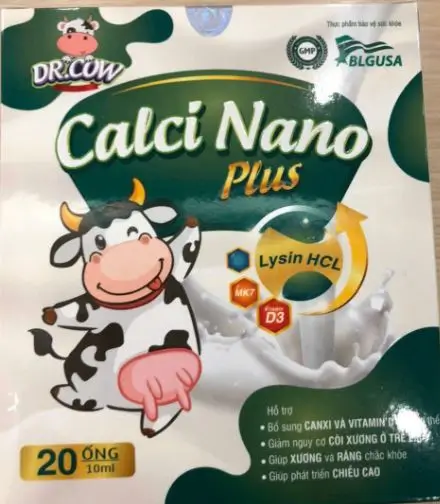 Thực phẩm bảo vệ sức khỏe
DR.COW
GMP
BLGUSA
Calci Nano
Plus
Lysin HCL
MK7
D3
Hỗ trợ
• Bổ sung CANXI VÀ VITAMIN D
• Giảm nguy cơ CÒI XƯƠNG Ở TRẺ
• Giúp XƯƠNG và RĂNG chắc khỏe
• Giúp phát triển CHIỀU CAO
20 ỐNG
10ml